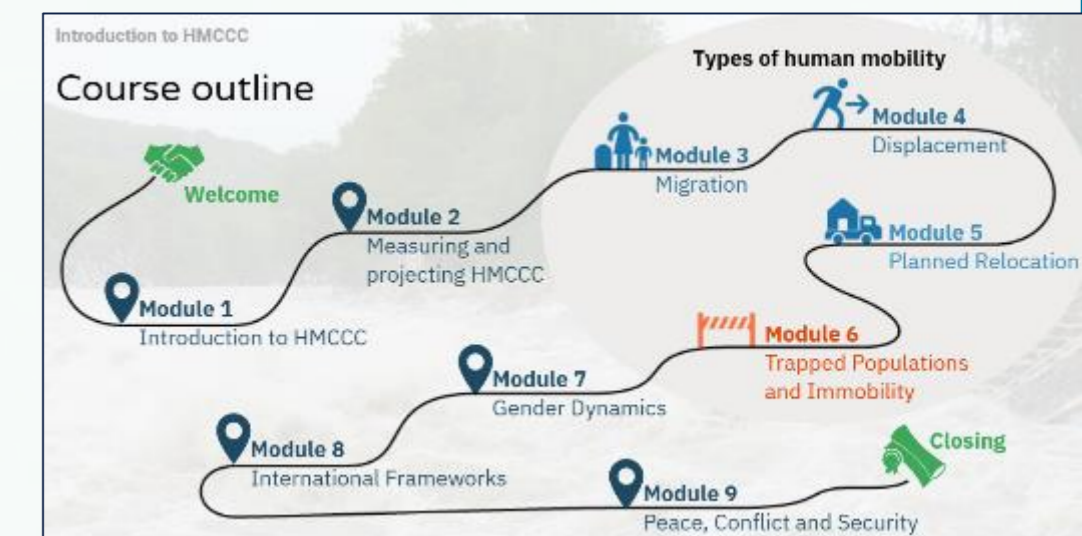 Introduction to HMCCC
Course outline
Welcome
Module 1
Introduction to HMCCC
Module 2
Measuring and
projecting HMCCC
Types of human mobility
Module 3
Migration
Module 4
Displacement
Module 5
Planned Relocation
Module 6
Trapped Populations
and Immobility
Module 7
Gender Dynamics
Module 8
International Frameworks
Module 9
Peace, Conflict and Security
Closing